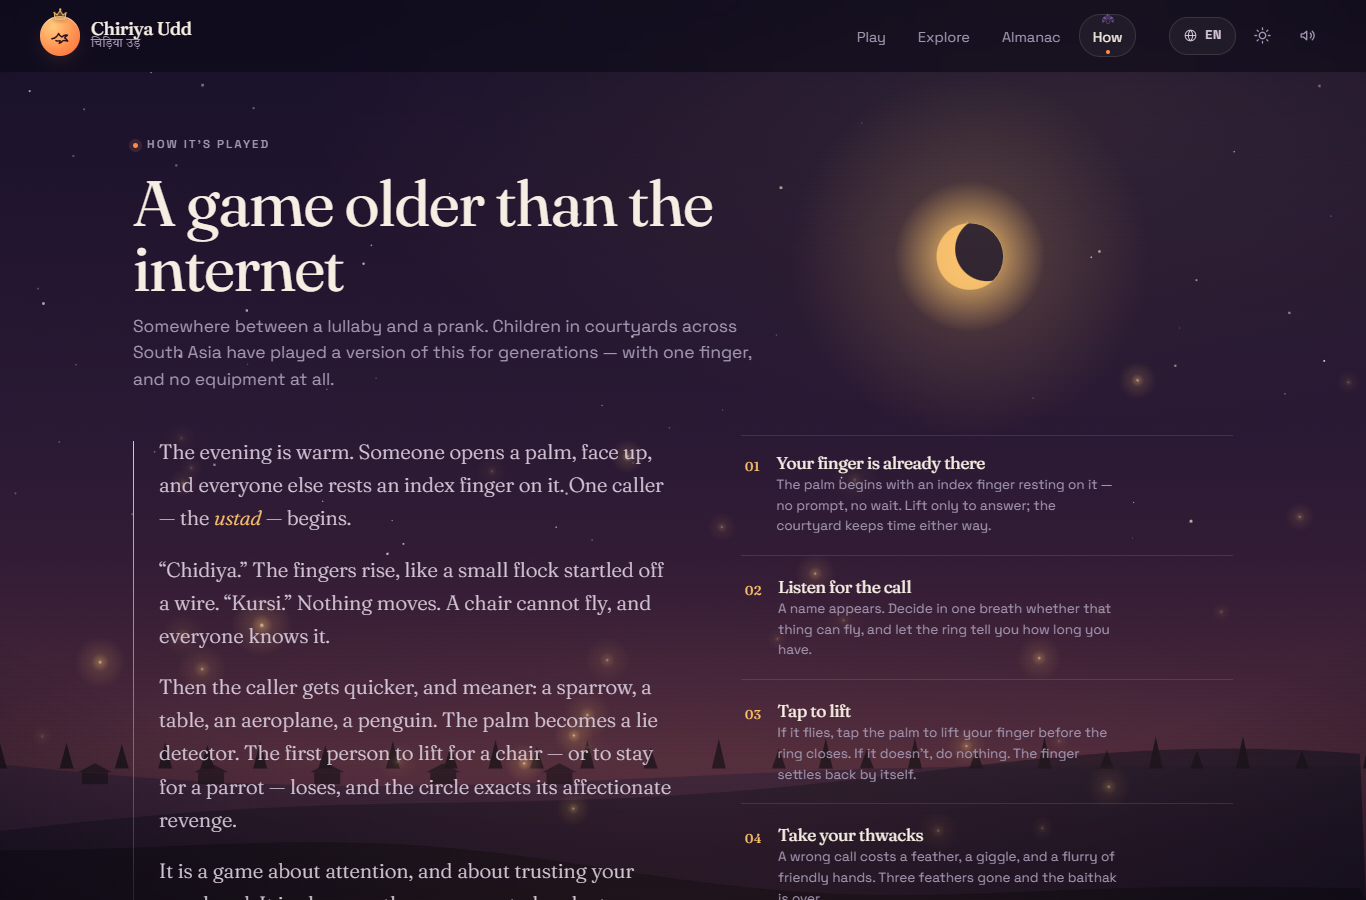 Chiriya Udd
चिड़िया उड़
Play
Explore
Almanac
How
EN
HOW IT'S PLAYED
A game older than the
internet
Somewhere between a lullaby and a prank. Children in courtyards across
South Asia have played a version of this for generations — with one finger,
and no equipment at all.
The evening is warm. Someone opens a palm, face up,
and everyone else rests an index finger on it. One caller
— the ustad — begins.
“Chidiya.” The fingers rise, like a small flock startled off
a wire. “Kursi.” Nothing moves. A chair cannot fly, and
everyone knows it.
Then the caller gets quicker, and meaner: a sparrow, a
table, an aeroplane, a penguin. The palm becomes a lie
detector. The first person to lift for a chair — or to stay
for a parrot — loses, and the circle exacts its affectionate
revenge.
It is a game about attention, and about trusting your
01 Your finger is already there
The palm begins with an index finger resting on it —
no prompt, no wait. Lift only to answer; the
courtyard keeps time either way.
02 Listen for the call
A name appears. Decide in one breath whether that
thing can fly, and let the ring tell you how long you
have.
03 Tap to lift
If it flies, tap the palm to lift your finger before the
ring closes. If it doesn't, do nothing. The finger
settles back by itself.
04 Take your thwacks
A wrong call costs a feather, a giggle, and a flurry of
friendly hands. Three feathers gone and the baithak
is over.